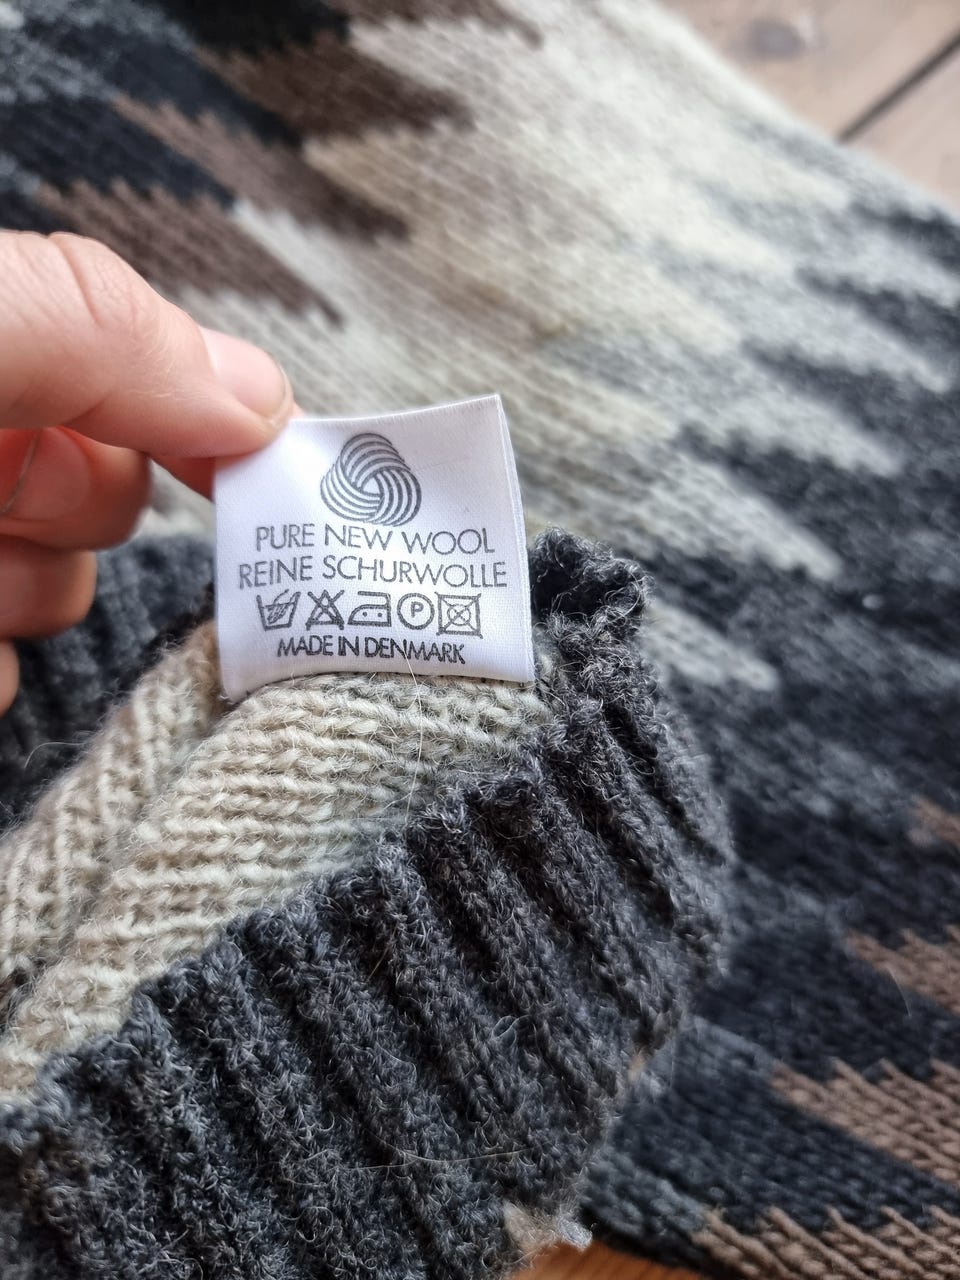 PURE NEW WOOL
REINE SCHURWOLLE
P
MADE IN DENMARK